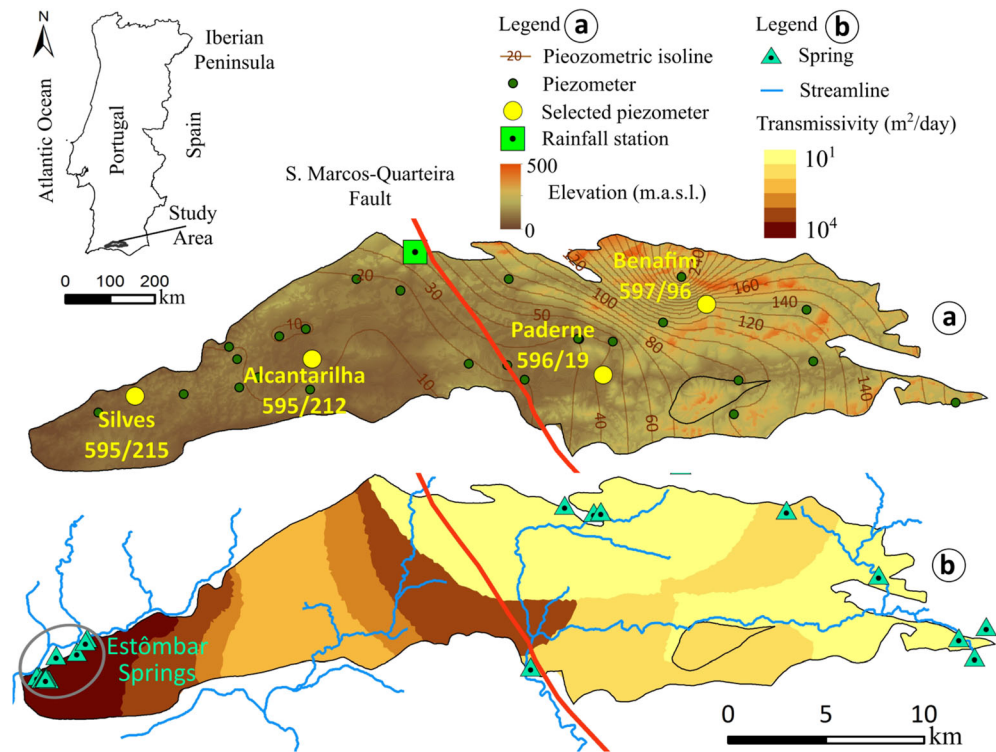 N
Iberian
Peninsula
Atlantic Ocean
Portugal
Spain
Study
Area
0 100 200
km
Legend a
20 Pieozometric isoline
Piezometer
Selected piezometer
Rainfall station
500
0
Elevation (m.a.s.l.)
Legend b
Spring
Streamline
Transmissivity (m²/day)
10¹
10⁴
S. Marcos-Quarteira
Fault
a
20
30
10
10
50
100
120
240
160
140
120
80
40
60
140
Benafim
597/96
Paderne
596/19
Alcantarilha
595/212
Silves
595/215
b
Estômbar
Springs
0 5 10
km